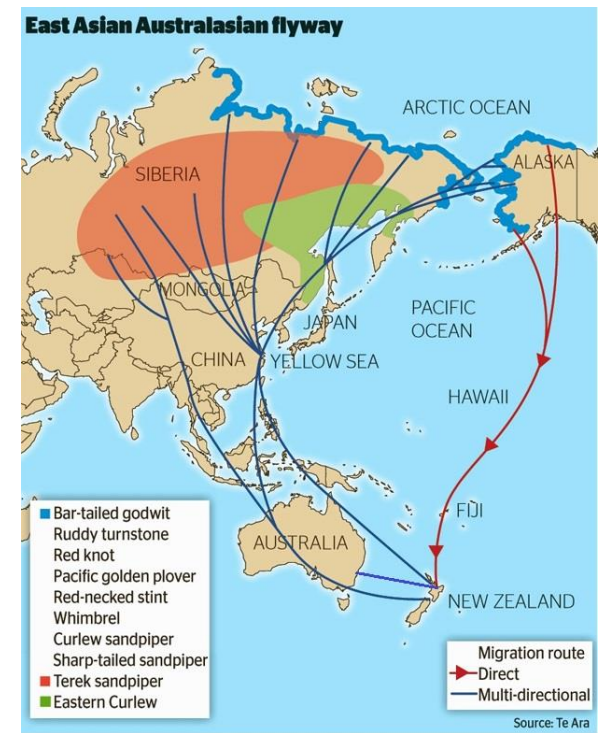 East Asian Australasian flyway
ARCTIC OCEAN
ALASKA
SIBERIA
MONGOLIA
PACIFIC
OCEAN
JAPAN
CHINA
YELLOW SEA
HAWAII
FIJI
AUSTRALIA
NEW ZEALAND
Bar-tailed godwit
Ruddy turnstone
Red knot
Pacific golden plover
Red-necked stint
Whimbrel
Curlew sandpiper
Sharp-tailed sandpiper
Terek sandpiper
Eastern Curlew
Migration route
Direct
Multi-directional
Source: Te Ara